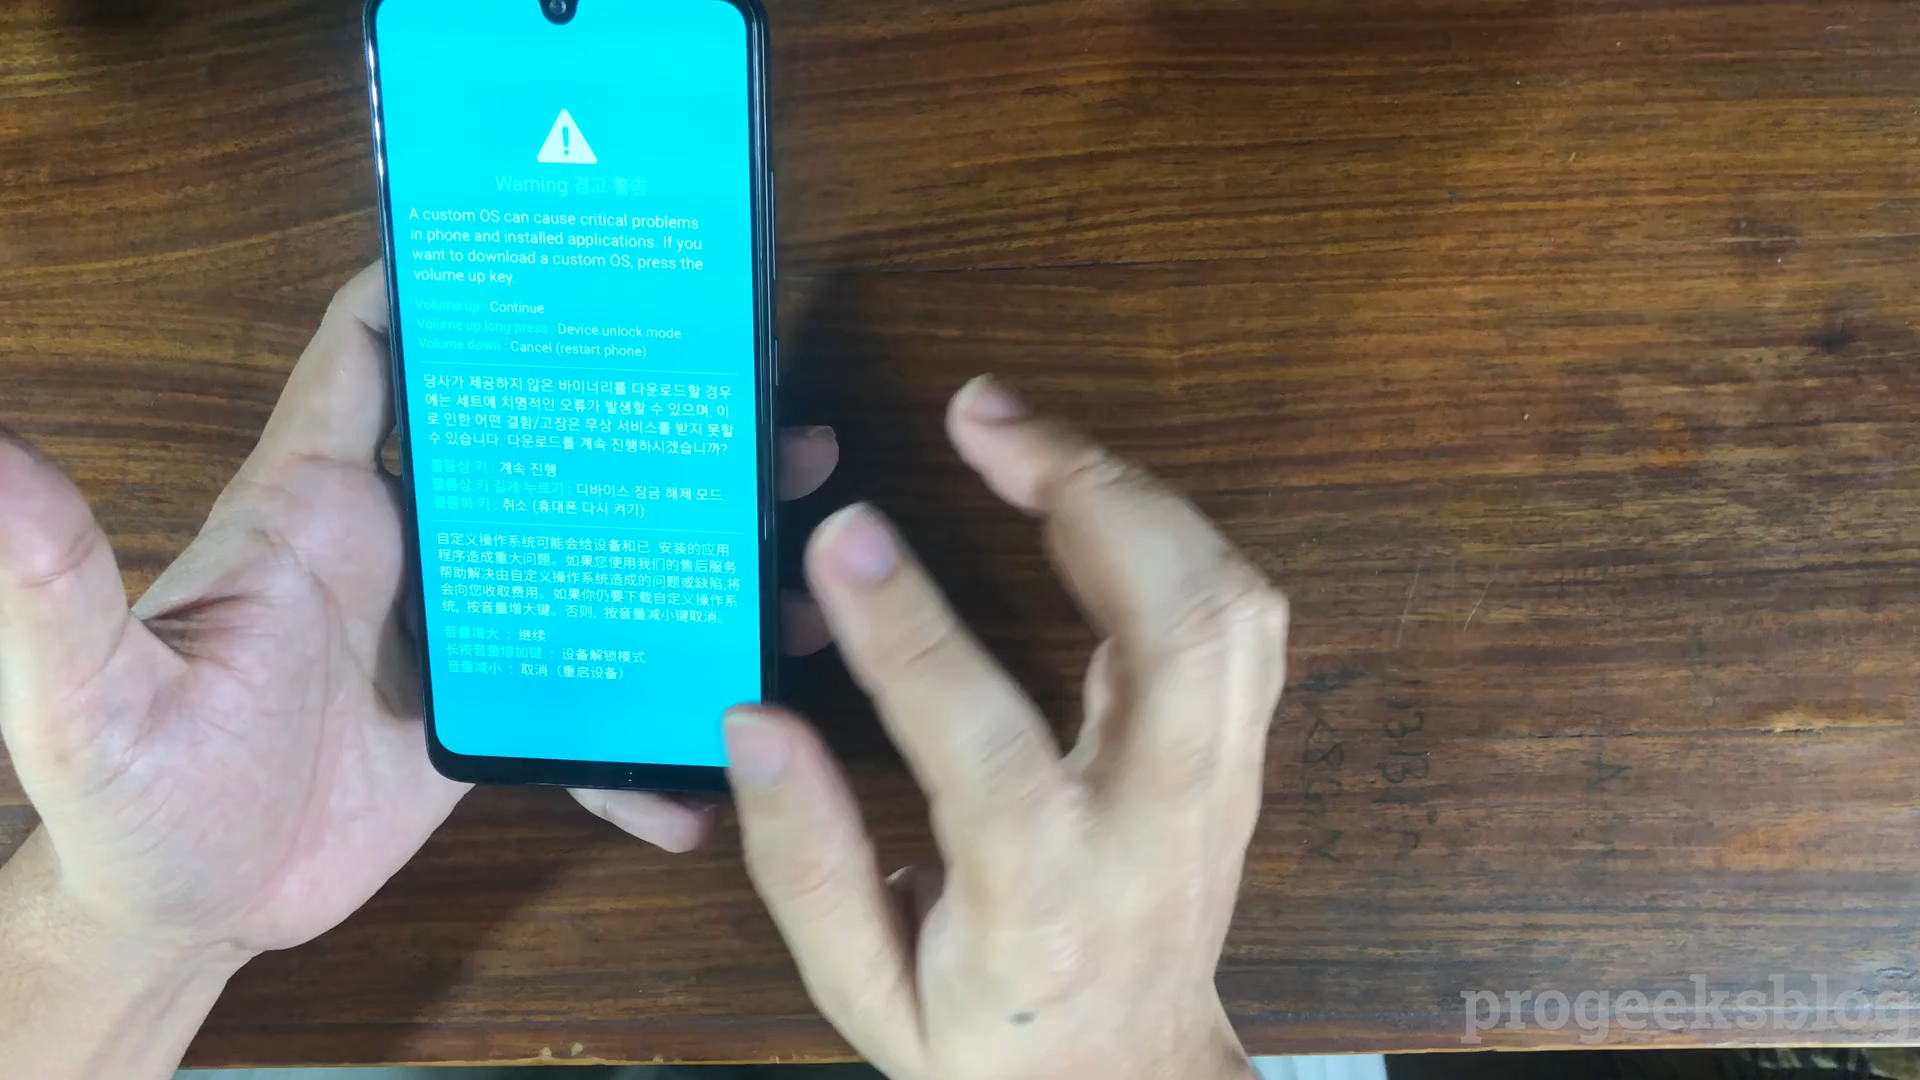 Warning 경고 警告
A custom OS can cause critical problems
in phone and installed applications. If you
want to download a custom OS, press the
volume up key.
Volume up : Continue
Volume up long press : Device unlock mode
Volume down : Cancel (restart phone)
당사가 제공하지 않은 바이너리를 다운로드할 경우
에는 세트에 치명적인 오류가 발생할 수 있으며, 이
로 인한 어떤 결함/고장은 무상 서비스를 받지 못할
수 있습니다. 다운로드를 계속 진행하시겠습니까?
볼륨상 키 : 계속 진행
볼륨상 키 길게 누르기 : 디바이스 잠금 해제 모드
볼륨하 키 : 취소 (휴대폰 다시 켜기)
自定义操作系统可能会给设备和已 安装的应用
程序造成重大问题。如果您使用我们的售后服务
帮助解决由自定义操作系统造成的问题或缺陷,将
会向您收取费用。如果你仍要下载自定义操作系
统, 按音量增大键。否则, 按音量减小键取消。
音量增大 : 继续
长按音量增加键 : 设备解锁模式
音量减小 : 取消 (重启设备)
progeeksblog